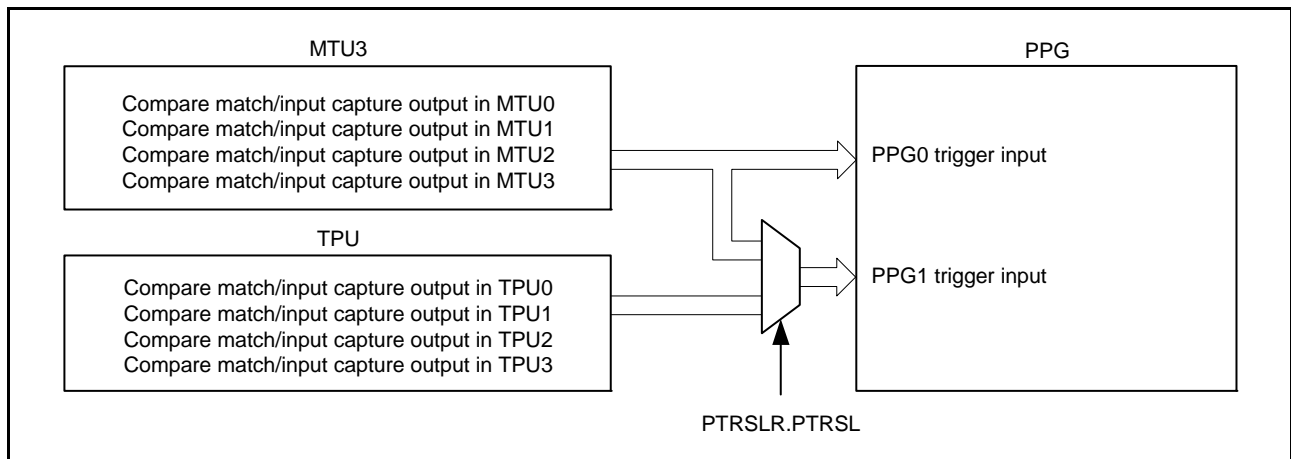 MTU3
Compare match/input capture output in MTU0
Compare match/input capture output in MTU1
Compare match/input capture output in MTU2
Compare match/input capture output in MTU3
TPU
Compare match/input capture output in TPU0
Compare match/input capture output in TPU1
Compare match/input capture output in TPU2
Compare match/input capture output in TPU3
PPG
PPG0 trigger input
PPG1 trigger input
PTRSLR.PTRSL